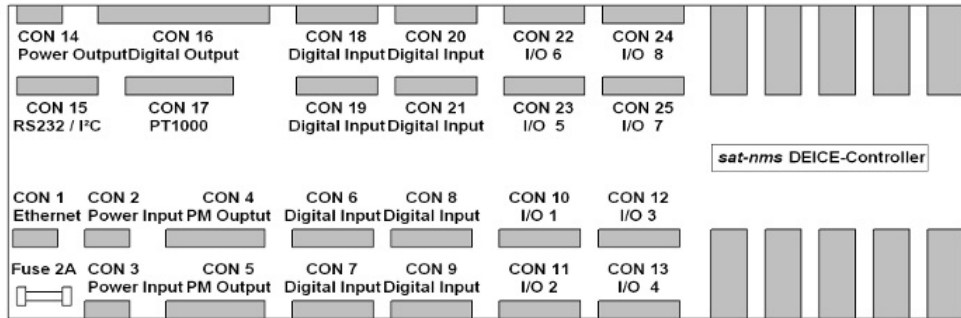 CON 14 CON 16 CON 18 CON 20 CON 22 CON 24
Power Output Digital Output Digital Input Digital Input I/O 6 I/O 8
CON 15 CON 17 CON 19 CON 21 CON 23 CON 25
RS232 / I²C PT1000 Digital Input Digital Input I/O 5 I/O 7
sat-nms DEICE-Controller
CON 1 CON 2 CON 4 CON 6 CON 8 CON 10 CON 12
Ethernet Power Input PM Ouptut Digital Input Digital Input I/O 1 I/O 3
Fuse 2A CON 3 CON 5 CON 7 CON 9 CON 11 CON 13
Power Input PM Output Digital Input Digital Input I/O 2 I/O 4